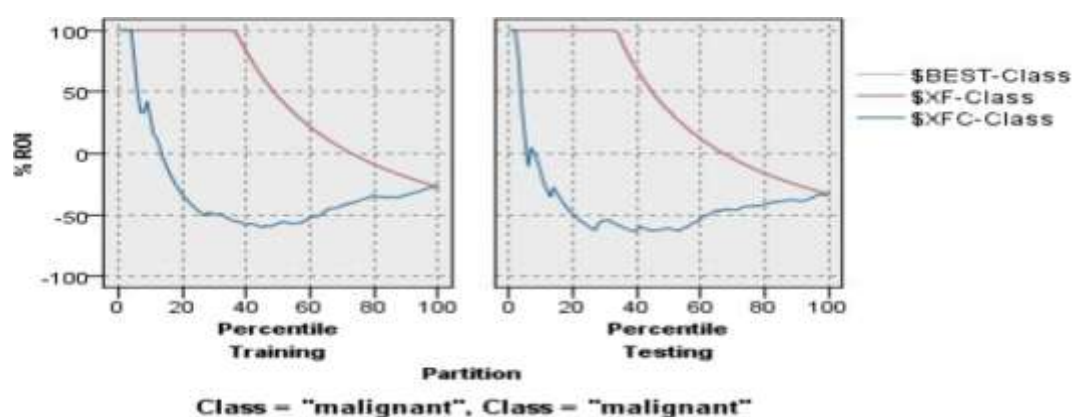 % ROI
100
50
0
-50
-100
0 20 40 60 80 100
Percentile
Training
0 20 40 60 80 100
Percentile
Testing
$BEST-Class
$XF-Class
$XFC-Class
Partition
Class = "malignant", Class = "malignant"